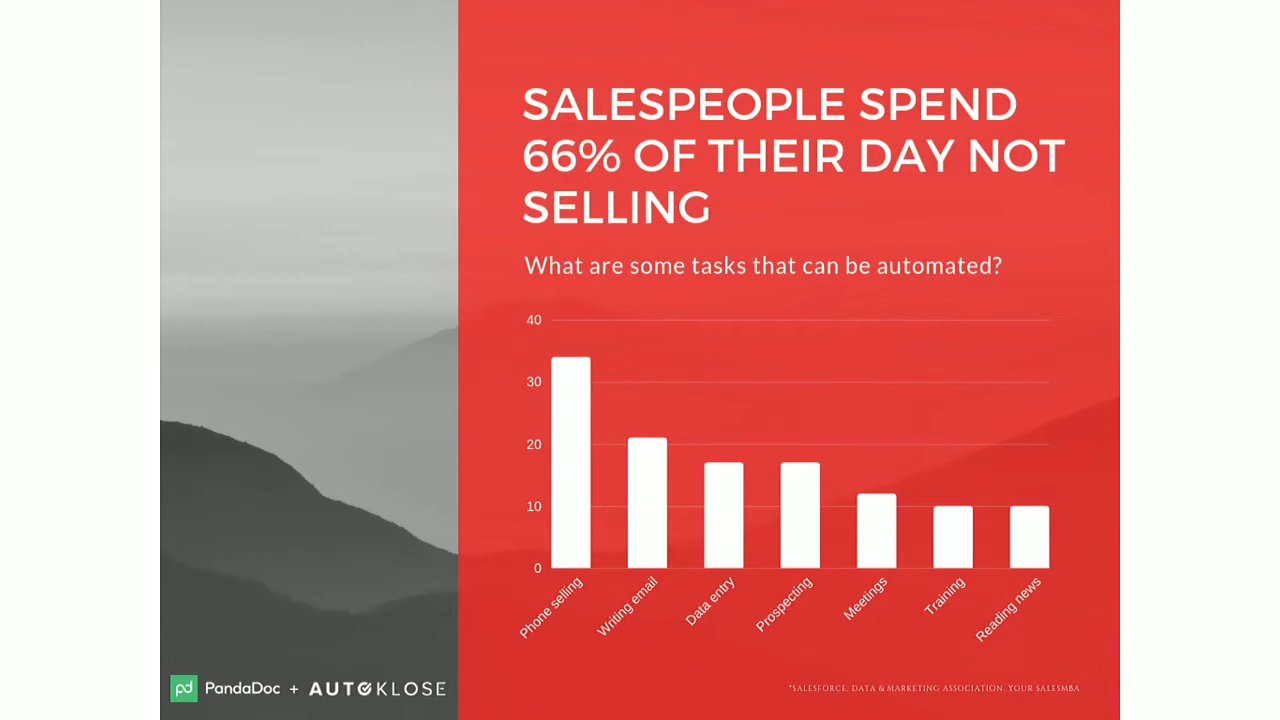 SALESPEOPLE SPEND
66% OF THEIR DAY NOT
SELLING
What are some tasks that can be automated?
40
30
20
10
0
Phone selling
Writing email
Data entry
Prospecting
Meetings
Training
Reading news
pd PandaDoc + AUTOKLOSE
*SALESFORCE, DATA & MARKETING ASSOCIATION, YOUR SALESMBA